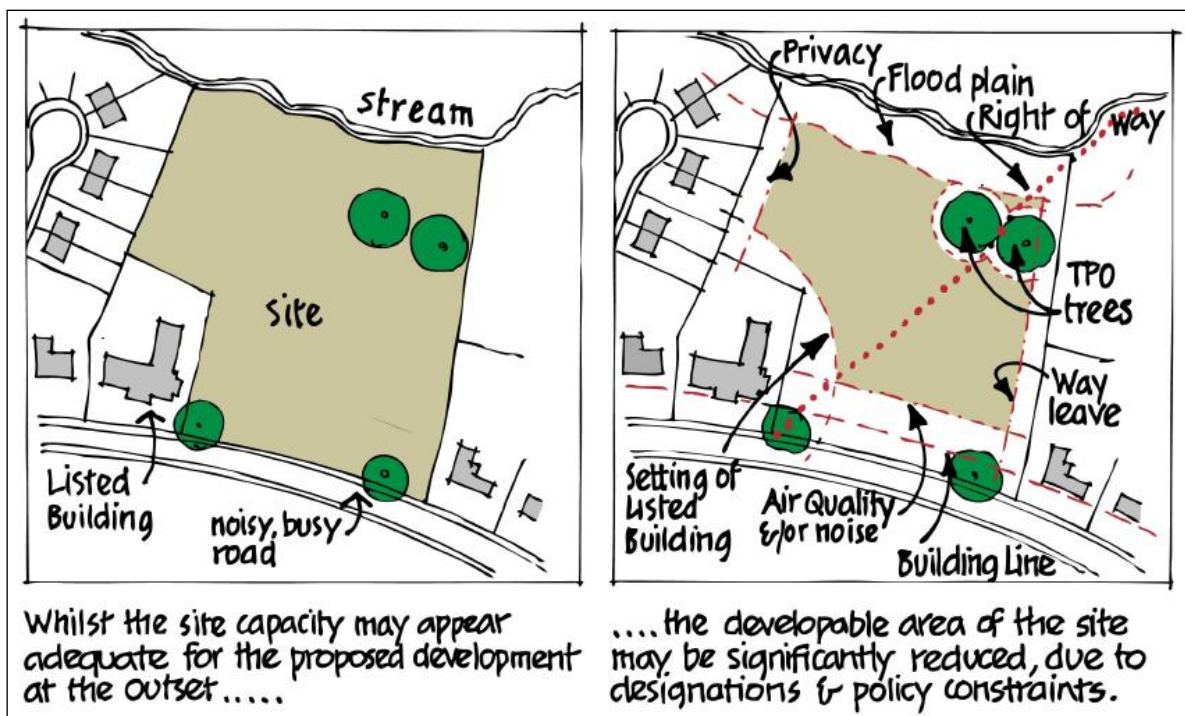 stream
site
Listed
Building
noisy, busy
road
Whilst the site capacity may appear
adequate for the proposed development
at the outset.....
Privacy
Flood plain
Right of way
TPO
trees
Way
leave
Setting of
Listed
Building
Air Quality
&/or noise
Building Line
....the developable area of the site
may be significantly reduced, due to
designations & policy constraints.